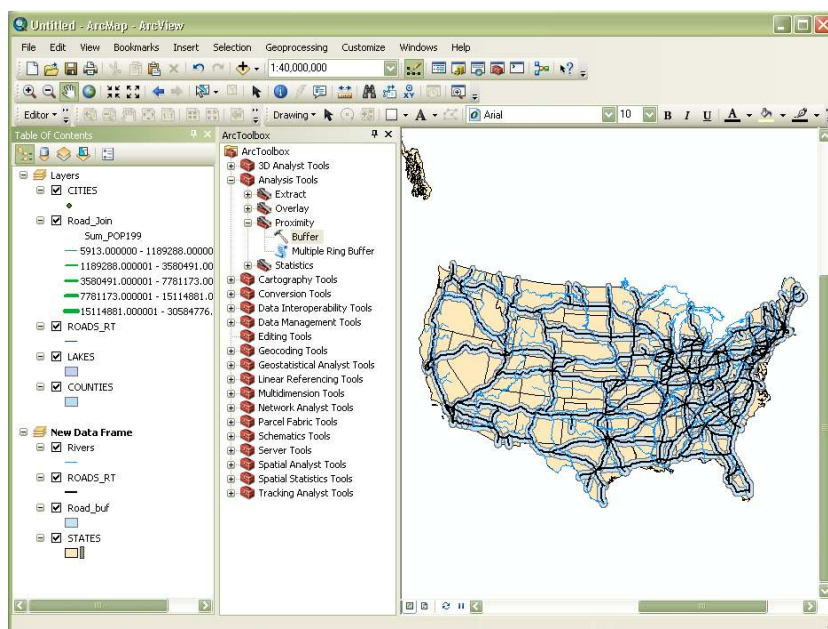 Untitled - ArcMap - ArcView
File Edit View Bookmarks Insert Selection Geoprocessing Customize Windows Help
1:40,000,000
Editor Drawing A Arial 10 B I U A
Table Of Contents
Layers
CITIES
Road_Join
Sum_POP199
5913.000000 - 1189288.00000
1189288.000001 - 3580491.00
3580491.000001 - 7781173.00
7781173.000001 - 15114881.0
15114881.000001 - 30584776.
ROADS_RT
LAKES
COUNTIES
New Data Frame
Rivers
ROADS_RT
Road_buf
STATES
ArcToolbox
ArcToolbox
3D Analyst Tools
Analysis Tools
Extract
Overlay
Proximity
Buffer
Multiple Ring Buffer
Statistics
Cartography Tools
Conversion Tools
Data Interoperability Tools
Data Management Tools
Editing Tools
Geocoding Tools
Geostatistical Analyst Tools
Linear Referencing Tools
Multidimension Tools
Network Analyst Tools
Parcel Fabric Tools
Schematics Tools
Server Tools
Spatial Analyst Tools
Spatial Statistics Tools
Tracking Analyst Tools